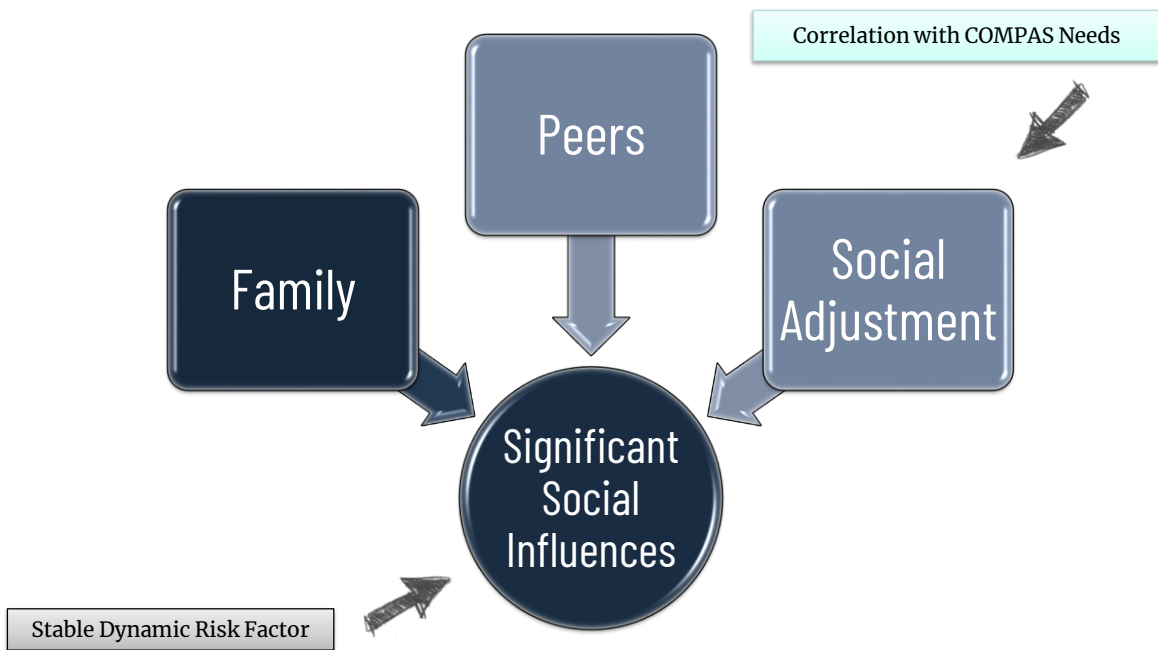 Correlation with COMPAS Needs
Peers
Family
Social
Adjustment
Significant
Social
Influences
Stable Dynamic Risk Factor